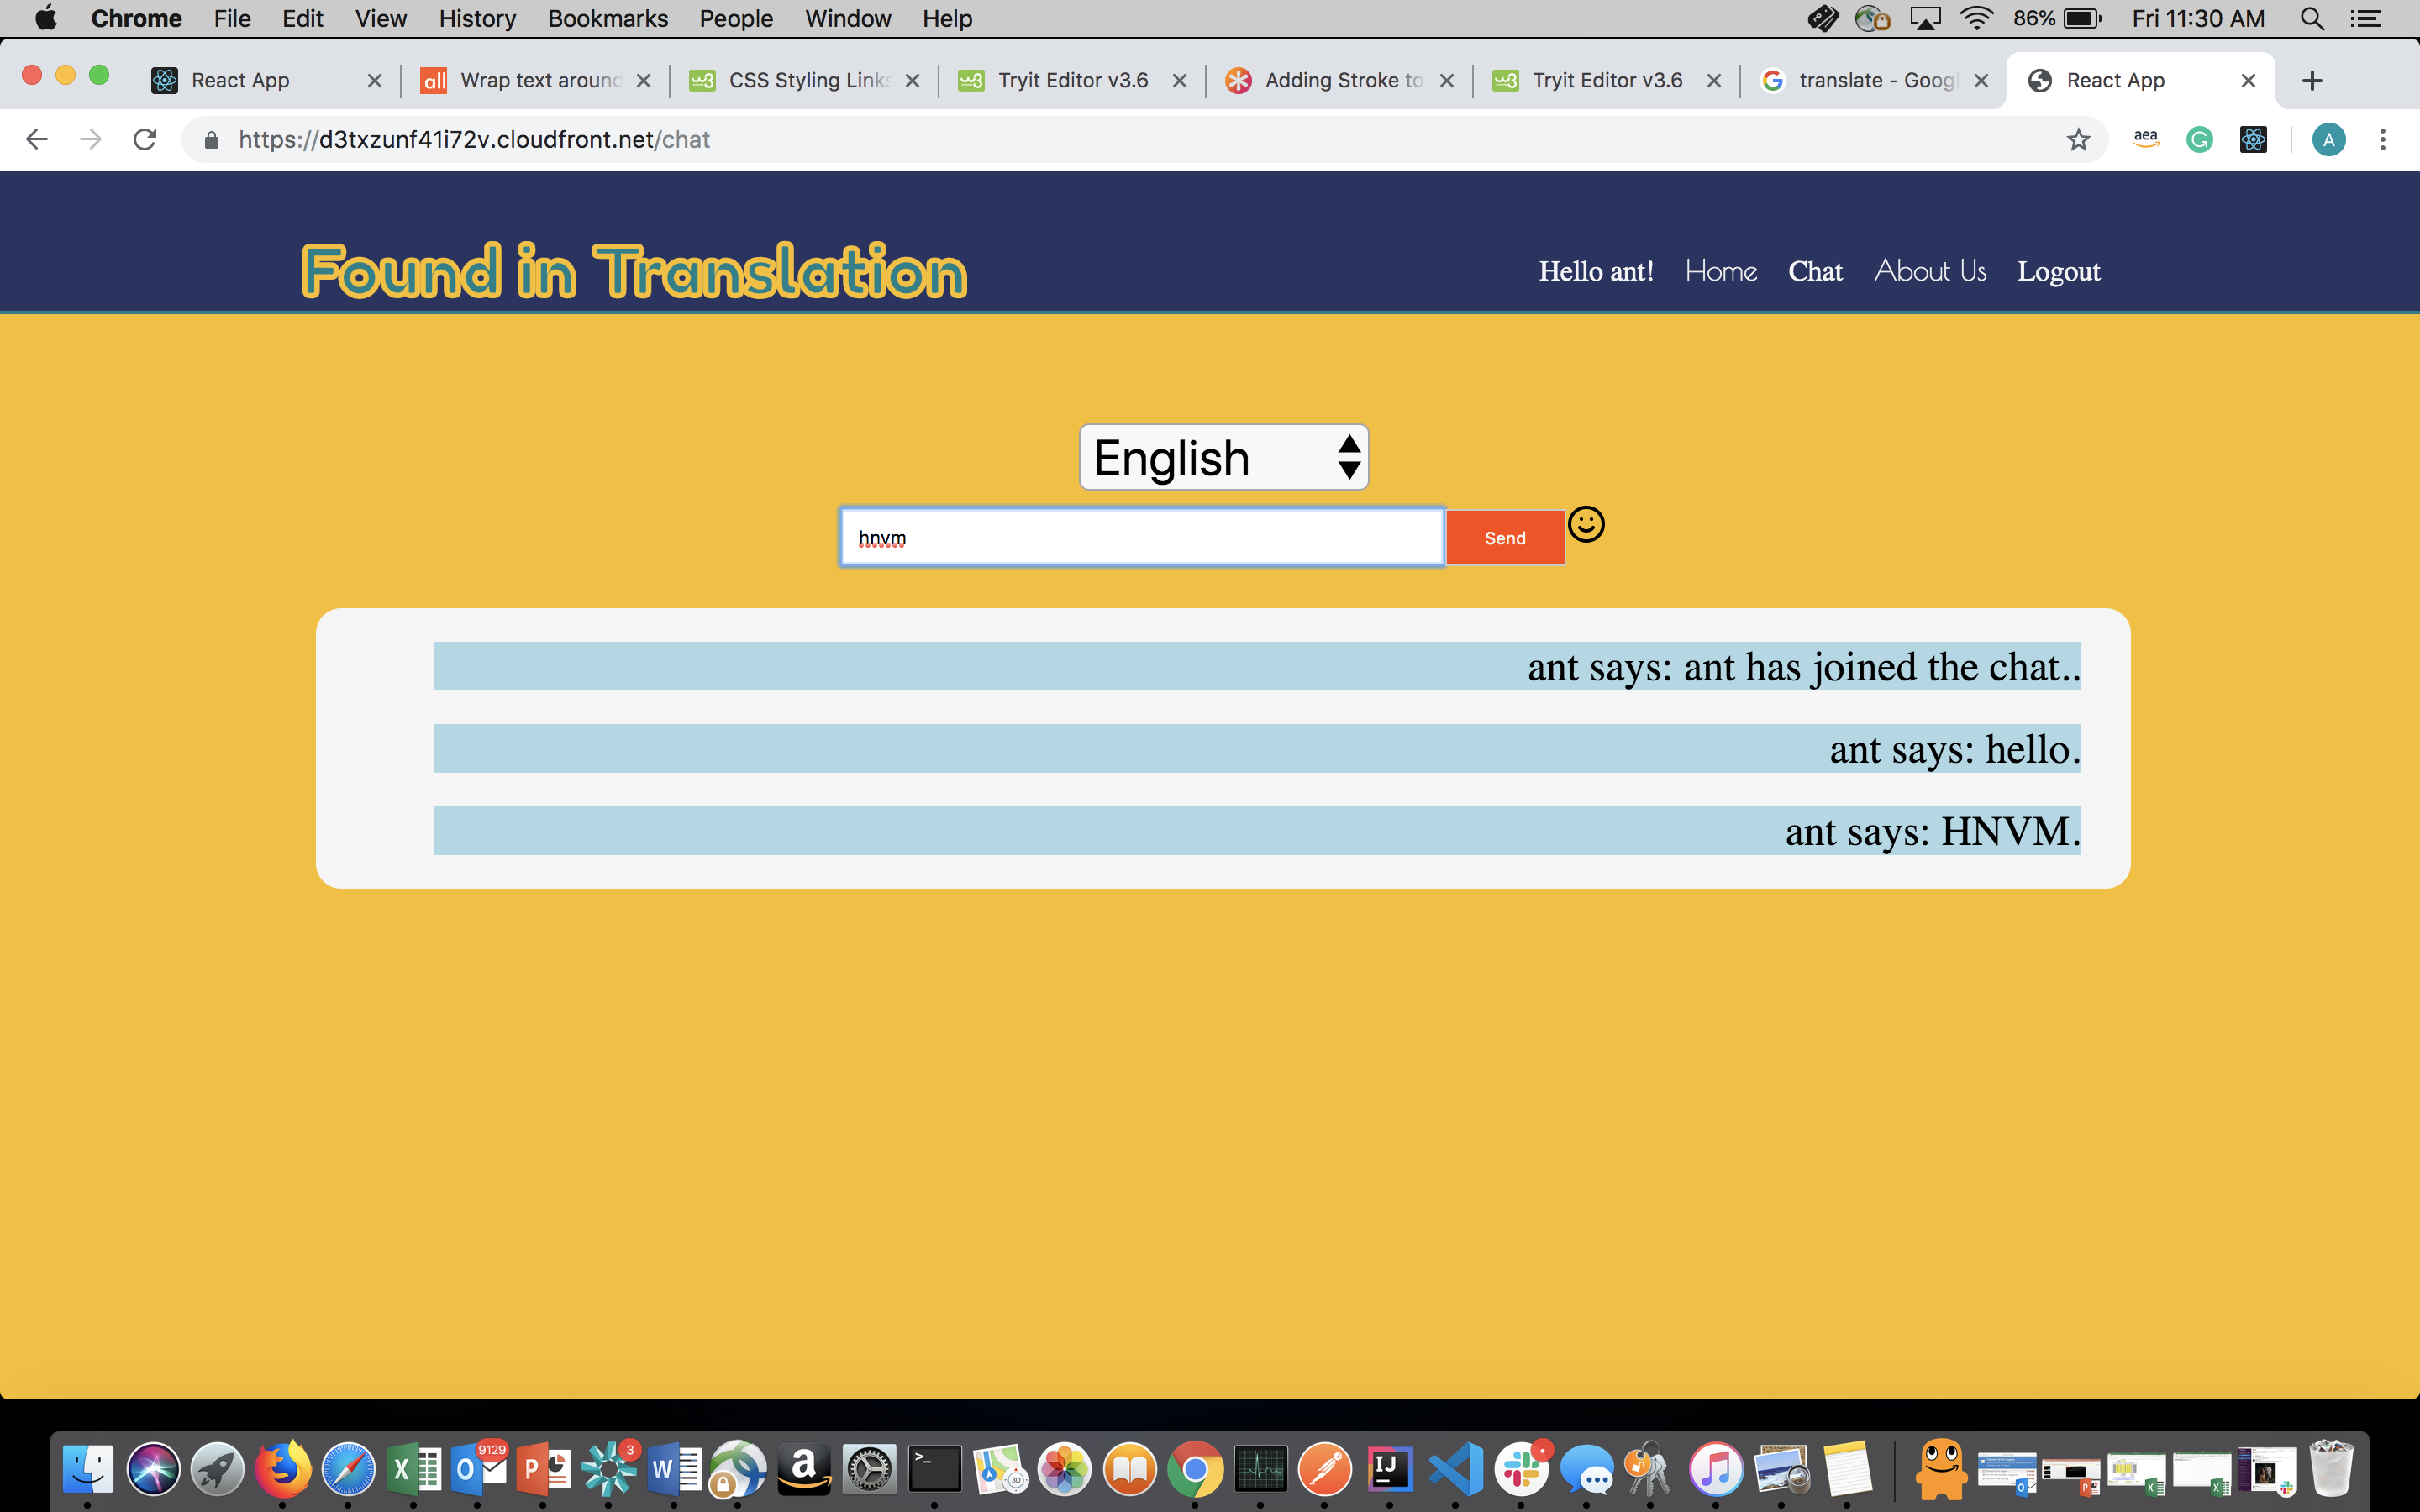 Chrome File Edit View History Bookmarks People Window Help 86% Fri 11:30 AM
React App all Wrap text around CSS Styling Links Tryit Editor v3.6 Adding Stroke to Tryit Editor v3.6 translate - Googl React App
https://d3txzunf41i72v.cloudfront.net/chat aea A
Found in Translation Hello ant! Home Chat About Us Logout
English
hnvm Send
ant says: ant has joined the chat..
ant says: hello.
ant says: HNVM.
9129 3